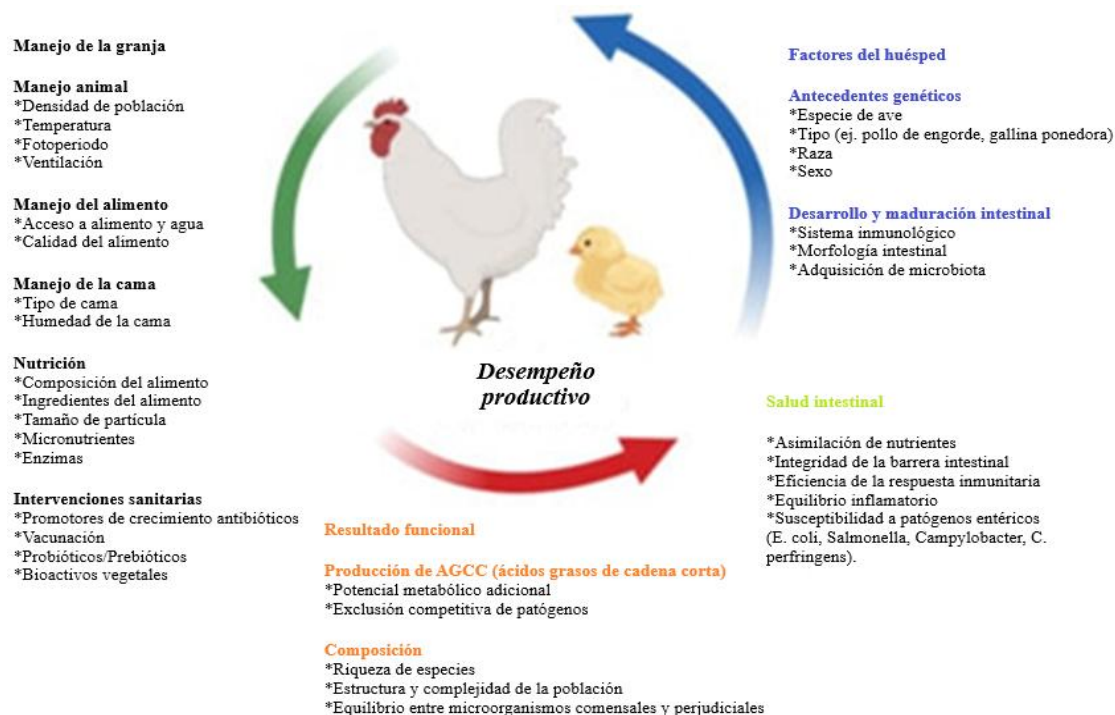 Manejo de la granja
Manejo animal
*Densidad de población
*Temperatura
*Fotoperiodo
*Ventilación
Manejo del alimento
*Acceso a alimento y agua
*Calidad del alimento
Manejo de la cama
*Tipo de cama
*Humedad de la cama
Nutrición
*Composición del alimento
*Ingredientes del alimento
*Tamaño de partícula
*Micronutrientes
*Enzimas
Intervenciones sanitarias
*Promotores de crecimiento antibióticos
*Vacunación
*Probióticos/Prebióticos
*Bioactivos vegetales
Desempeño
productivo
Resultado funcional
Producción de AGCC (ácidos grasos de cadena corta)
*Potencial metabólico adicional
*Exclusión competitiva de patógenos
Composición
*Riqueza de especies
*Estructura y complejidad de la población
*Equilibrio entre microorganismos comensales y perjudiciales
Factores del huésped
Antecedentes genéticos
*Especie de ave
*Tipo (ej. pollo de engorde, gallina ponedora)
*Raza
*Sexo
Desarrollo y maduración intestinal
*Sistema inmunológico
*Morfología intestinal
*Adquisición de microbiota
Salud intestinal
*Asimilación de nutrientes
*Integridad de la barrera intestinal
*Eficiencia de la respuesta inmunitaria
*Equilibrio inflamatorio
*Susceptibilidad a patógenos entéricos
(E. coli, Salmonella, Campylobacter, C.
perfringens).